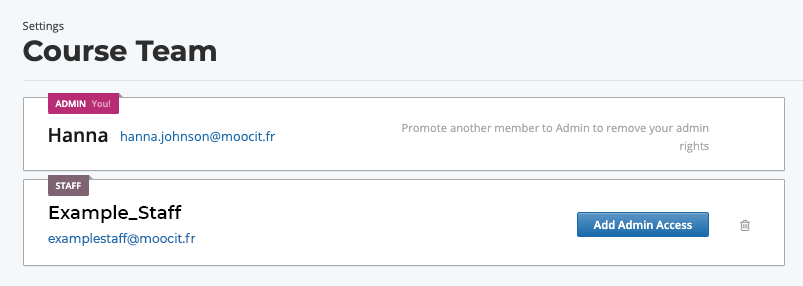 Settings
Course Team
ADMIN You!
Hanna hanna.johnson@moocit.fr
Promote another member to Admin to remove your admin
rights
STAFF
Example_Staff
examplestaff@moocit.fr
Add Admin Access